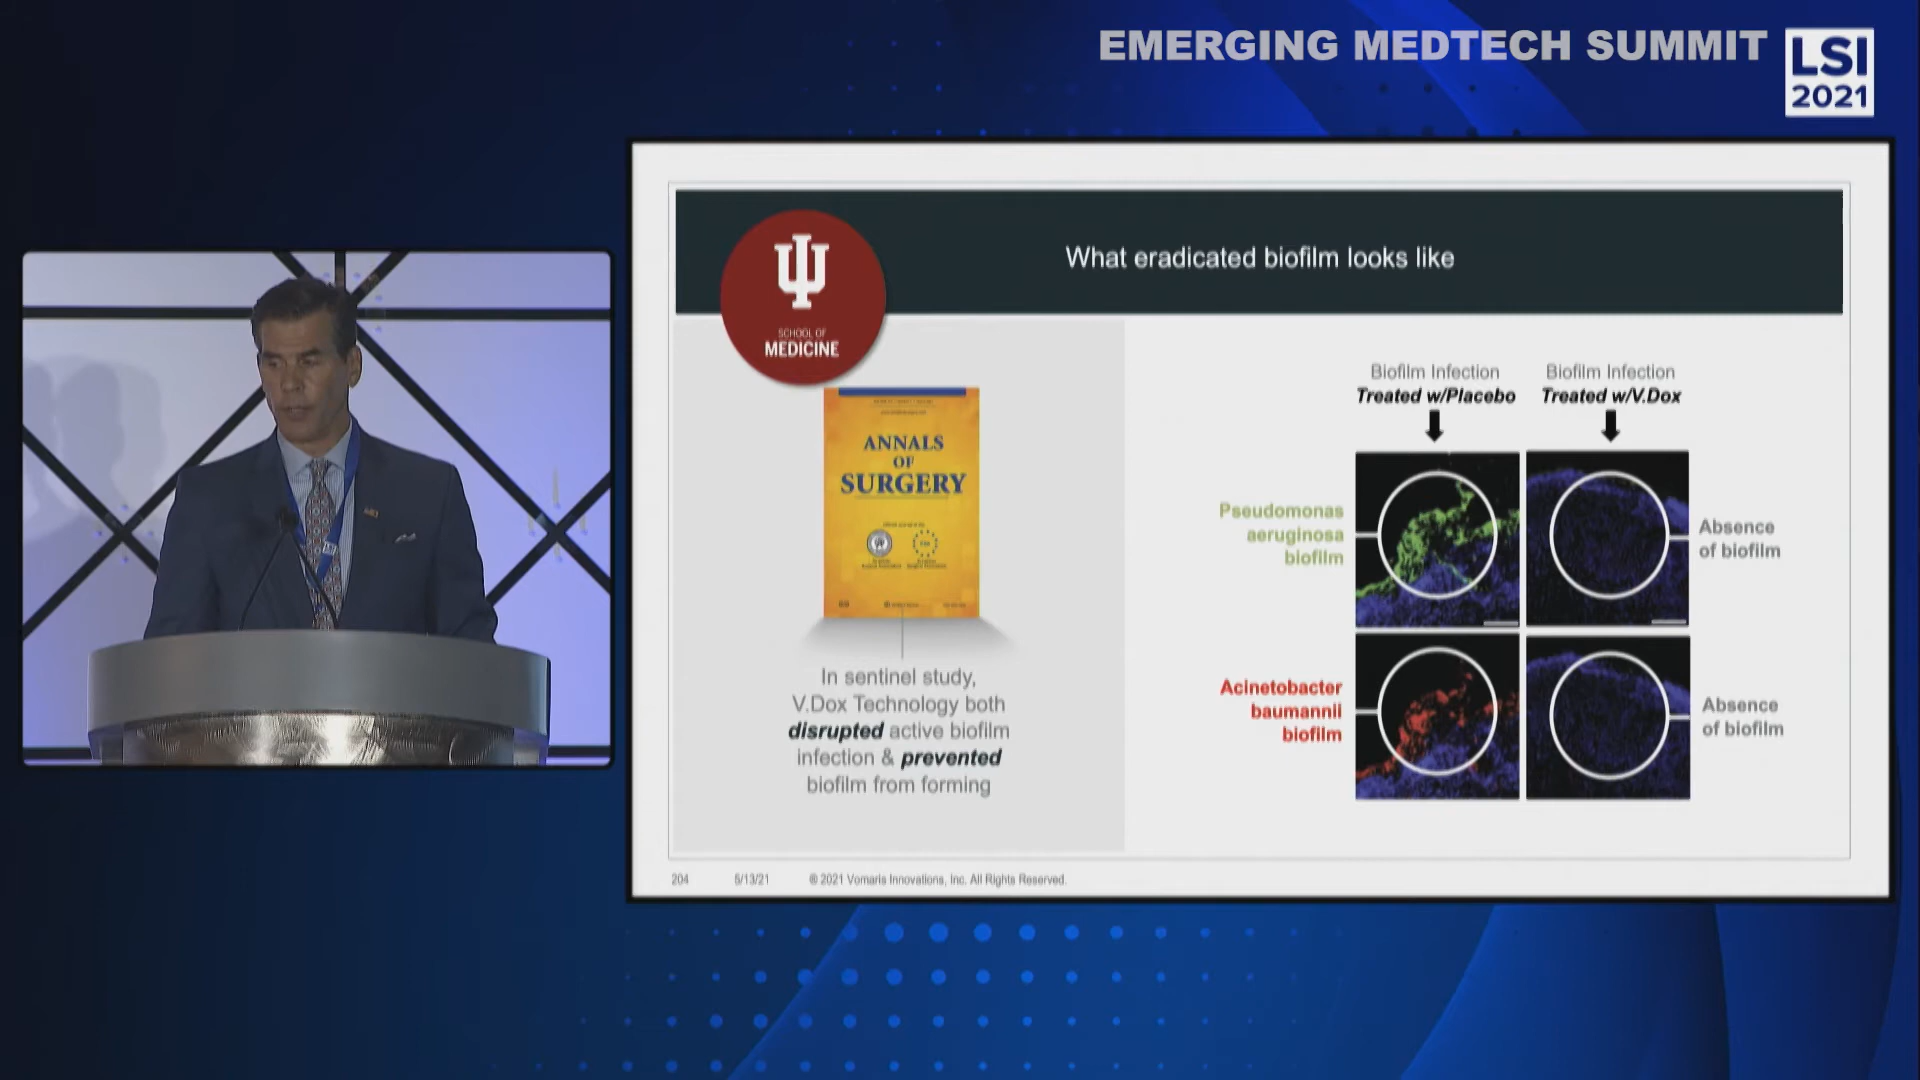 EMERGING MEDTECH SUMMIT
LSI
2021
What eradicated biofilm looks like
SCHOOL OF
MEDICINE
ANNALS
OF
SURGERY
In sentinel study,
V.Dox Technology both
disrupted active biofilm
infection & prevented
biofilm from forming
Biofilm Infection
Treated w/Placebo
Biofilm Infection
Treated w/V.Dox
Pseudomonas
aeruginosa
biofilm
Absence
of biofilm
Acinetobacter
baumannii
biofilm
Absence
of biofilm
204 5/13/21 © 2021 Vomaris Innovations, Inc. All Rights Reserved.